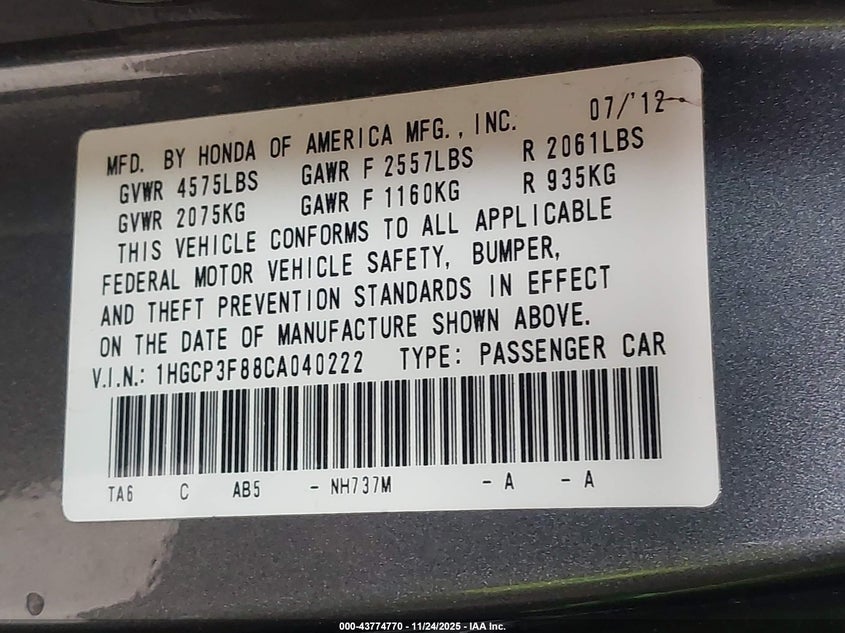 MFD. BY HONDA OF AMERICA MFG., INC. 07/'12
GVWR 4575LBS GAWR F 2557LBS R 2061LBS
GVWR 2075KG GAWR F 1160KG R 935KG
THIS VEHICLE CONFORMS TO ALL APPLICABLE
FEDERAL MOTOR VEHICLE SAFETY, BUMPER,
AND THEFT PREVENTION STANDARDS IN EFFECT
ON THE DATE OF MANUFACTURE SHOWN ABOVE.
V.I.N.: 1HGCP3F88CA040222 TYPE: PASSENGER CAR
TA6 C AB5 - NH737M - A - A
000-43774770 - 11/24/2025 - IAA Inc.